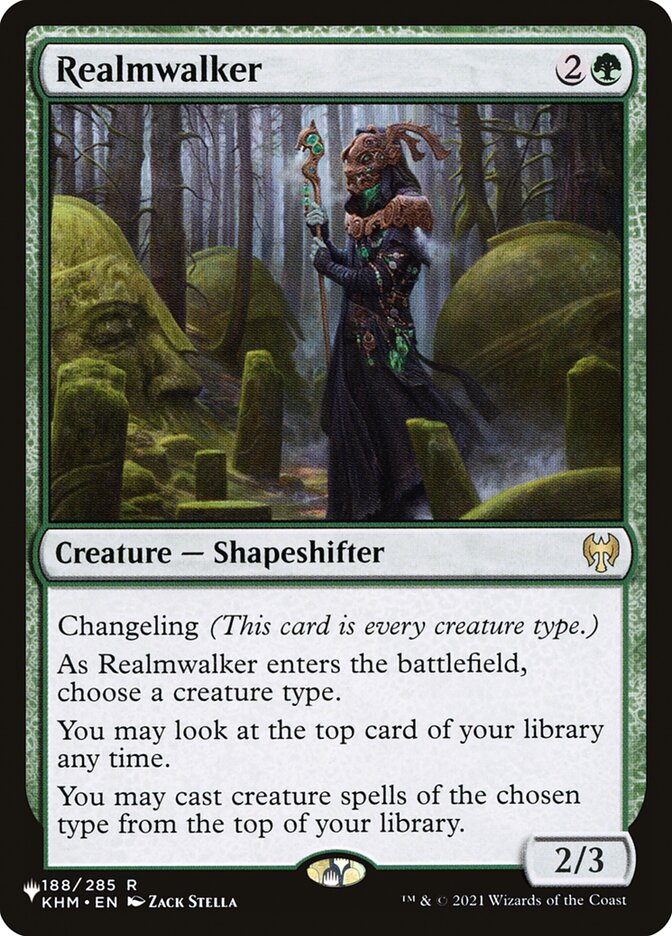 Realmwalker 2
Creature — Shapeshifter
Changeling (This card is every creature type.)
As Realmwalker enters the battlefield,
choose a creature type.
You may look at the top card of your library
any time.
You may cast creature spells of the chosen
type from the top of your library.
2/3
188/285 R
KHM • EN Zack Stella
™ & © 2021 Wizards of the Coast